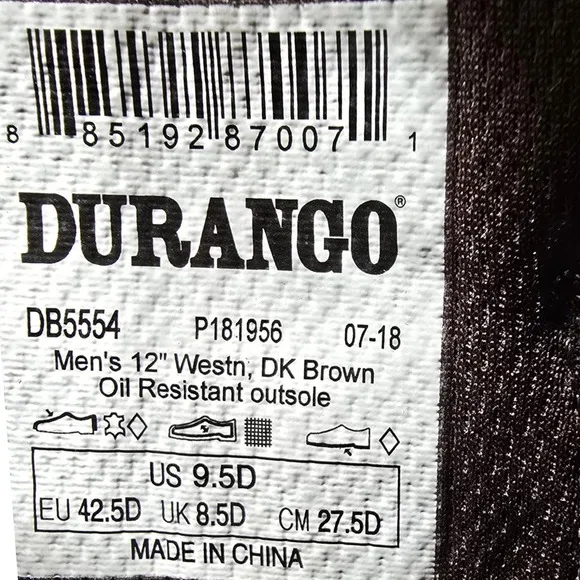 8 85192 87007 1
DURANGO®
DB5554 P181956 07-18
Men's 12" Westn, DK Brown
Oil Resistant outsole
US 9.5D
EU 42.5D UK 8.5D CM 27.5D
MADE IN CHINA